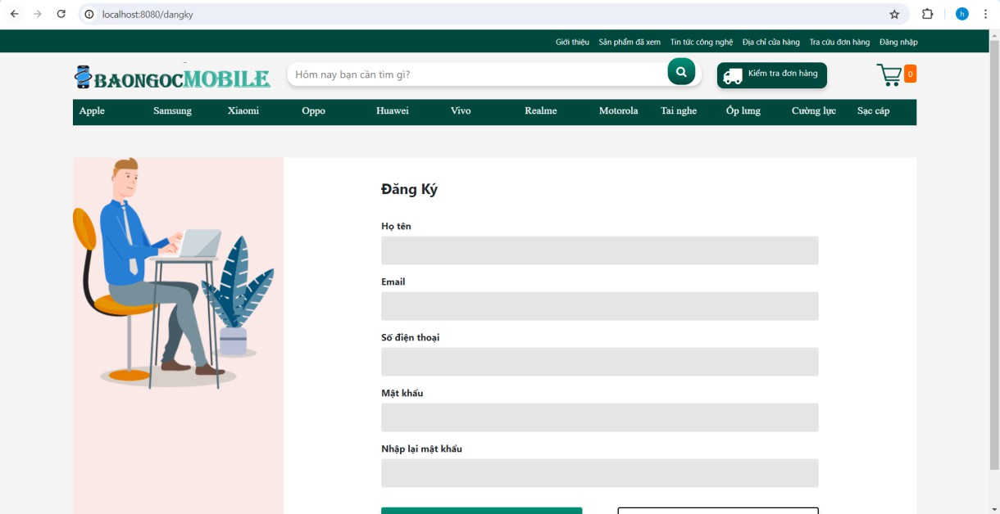 localhost:8080/dangky
h
Giới thiệu Sản phẩm đã xem Tin tức công nghệ Địa chỉ cửa hàng Tra cứu đơn hàng Đăng nhập
BAONGOCMOBILE
Hôm nay bạn cần tìm gì?
Kiểm tra đơn hàng
0
Apple Samsung Xiaomi Oppo Huawei Vivo Realme Motorola Tai nghe Ốp lưng Cường lực Sạc cáp
Đăng Ký
Họ tên
Email
Số điện thoại
Mật khẩu
Nhập lại mật khẩu